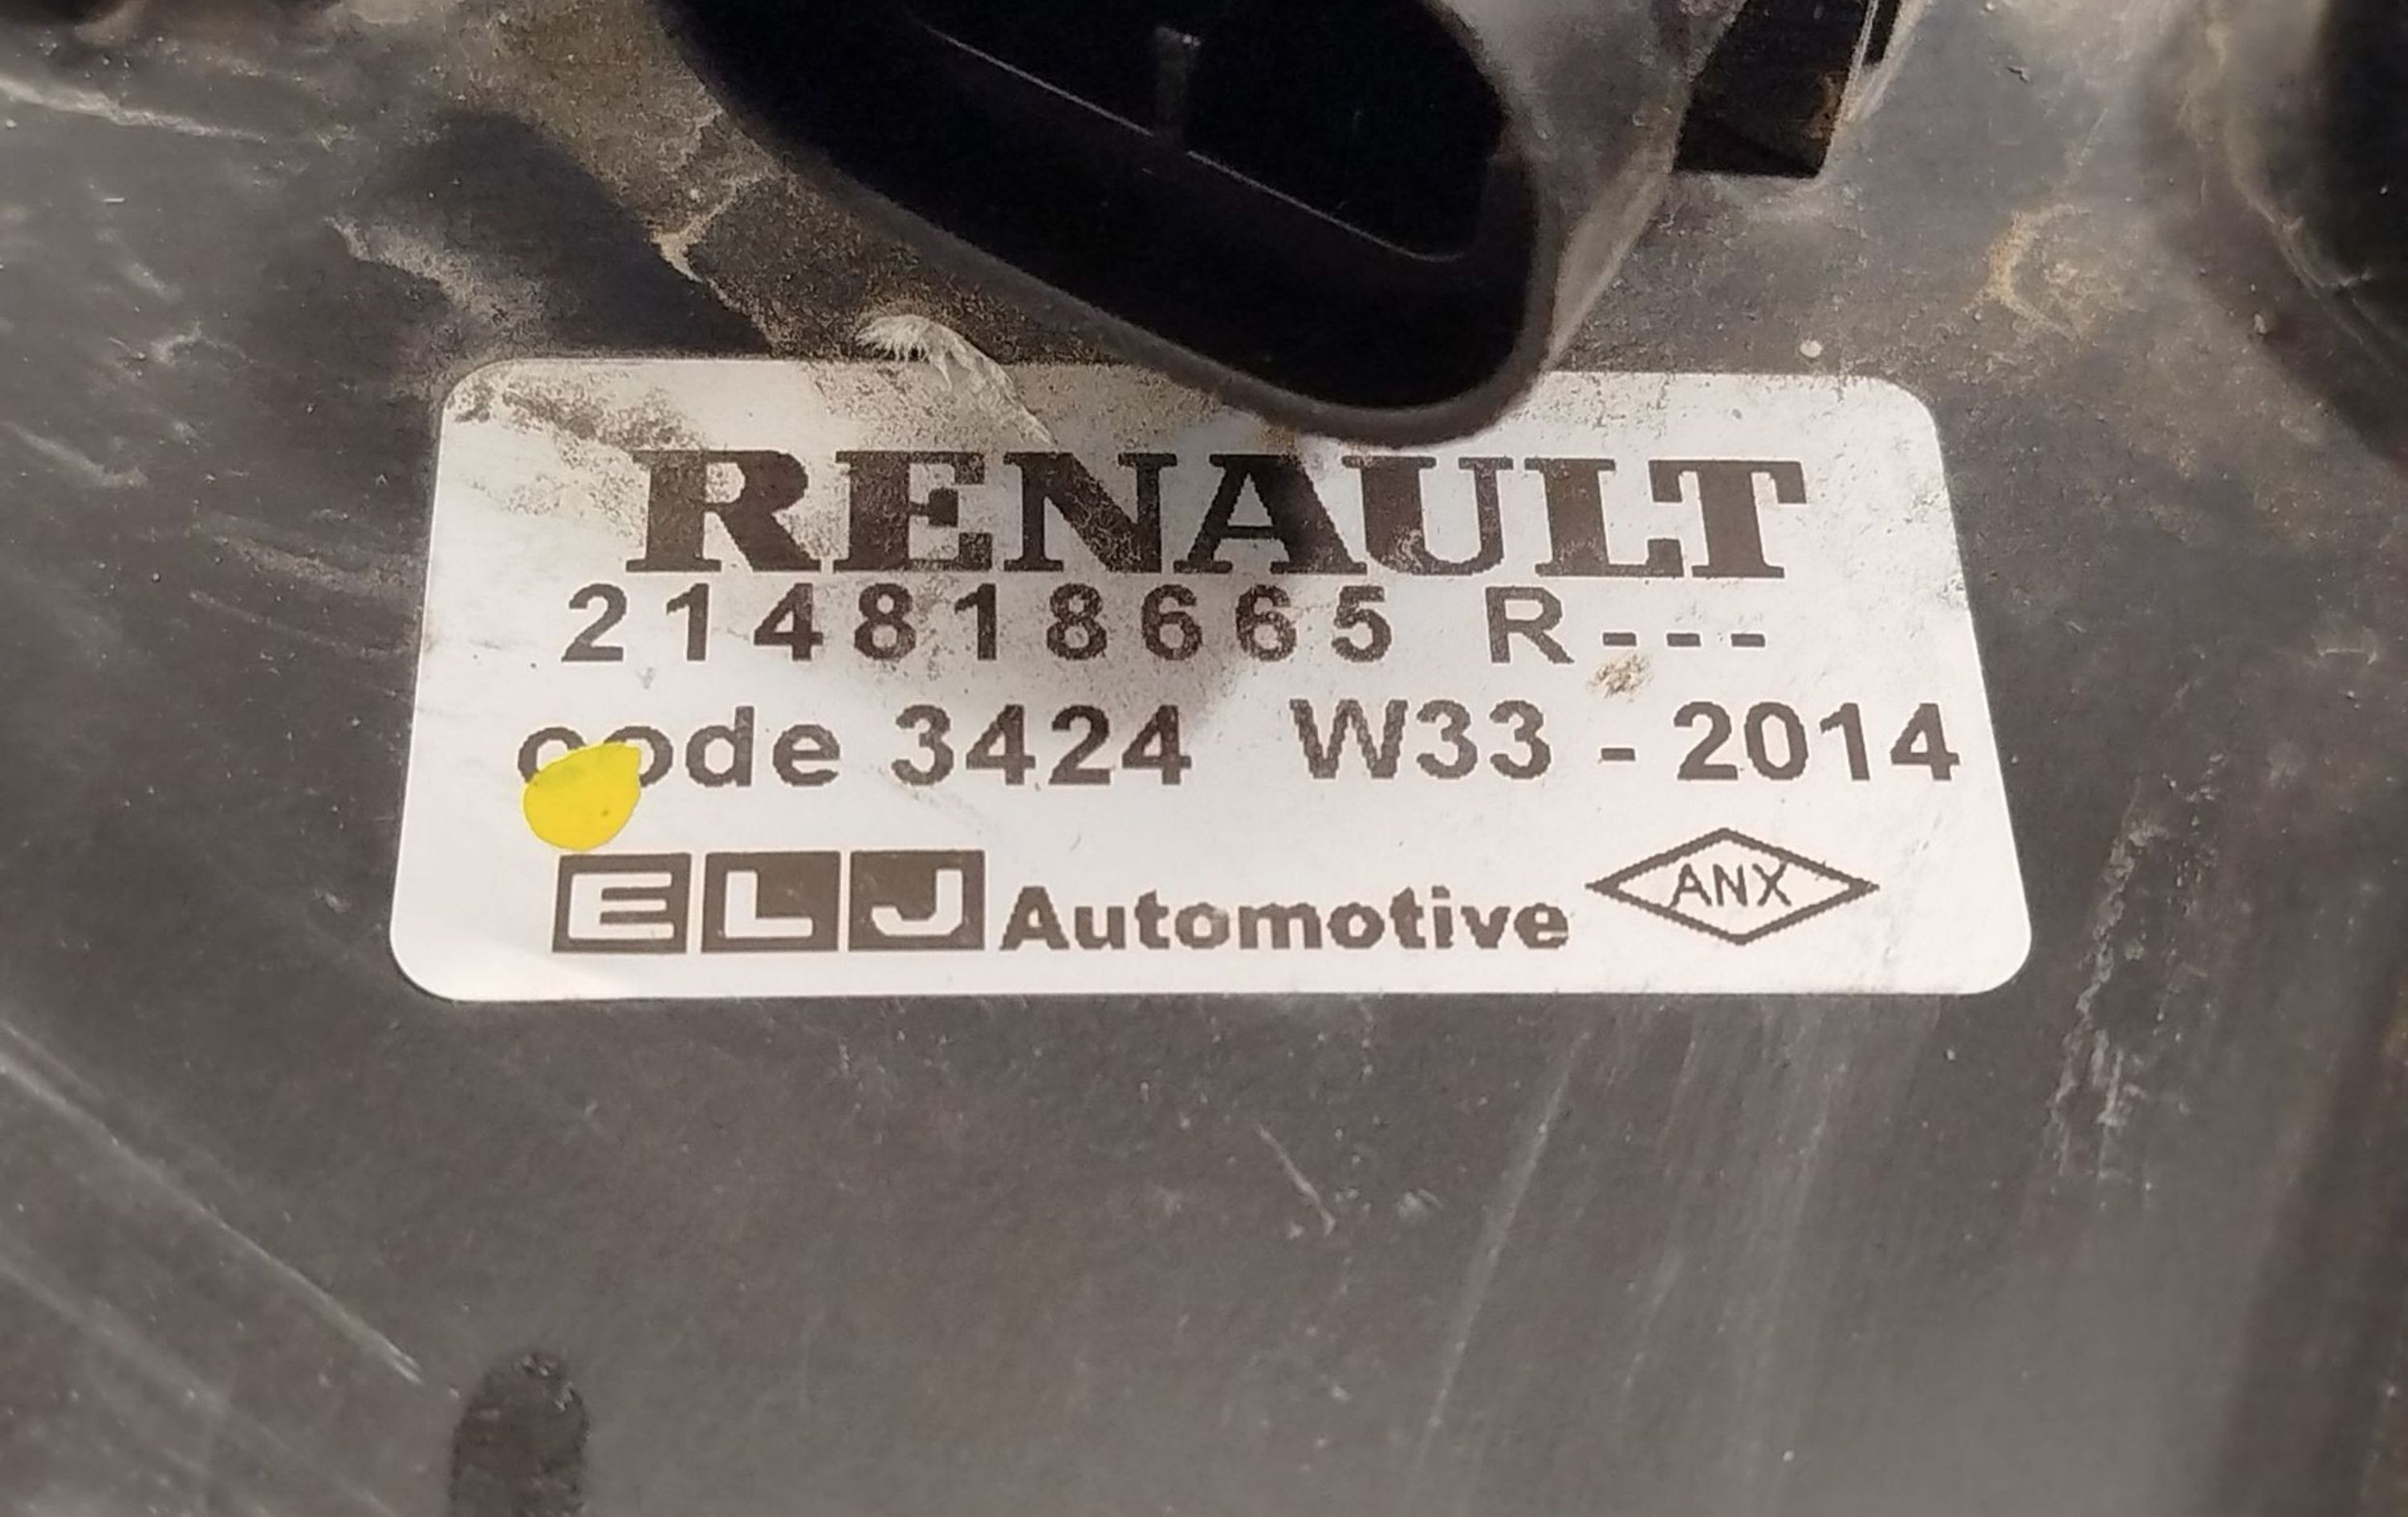 RENAULT
214818665 R---
code 3424 W33 - 2014
ELJ Automotive ANX